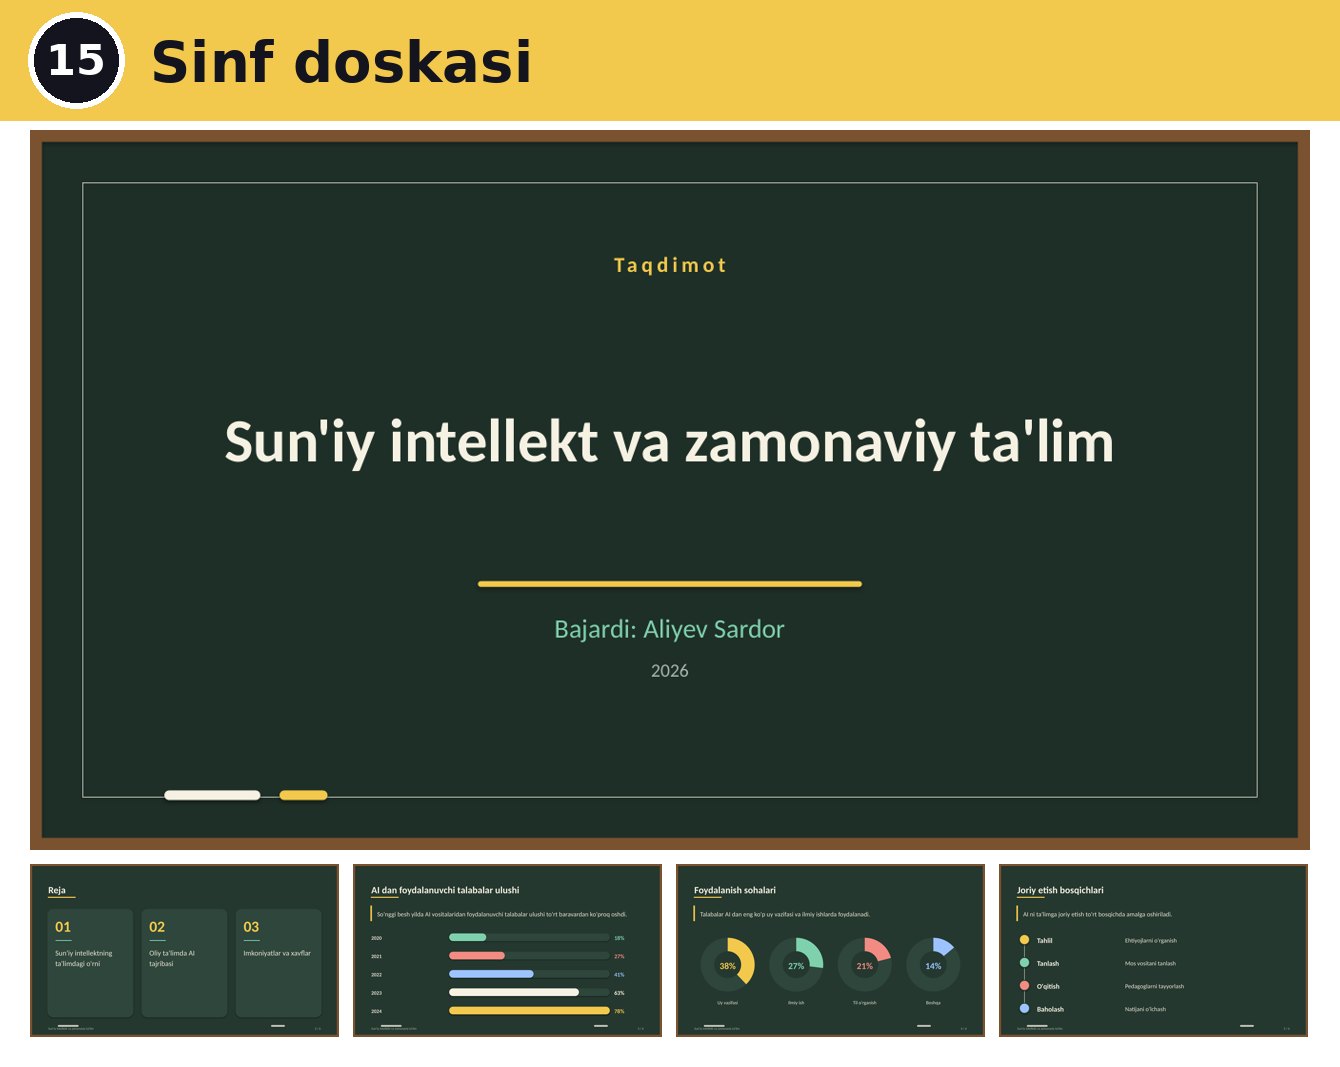 15
Sinf doskasi
Taqdimot
Sun'iy intellekt va zamonaviy ta'lim
Bajardi: Aliyev Sardor
2026
Reja
01
Sun'iy intellektning
ta'limdagi o'rni
02
Oliy ta'limda AI
tajribasi
03
Imkoniyatlar va xavflar
AI dan foydalanuvchi talabalar ulushi
So'nggi besh yilda AI vositalaridan foydalanuvchi talabalar ulushi to'rt baravardan ko'proq oshdi.
2020 18%
2021 27%
2022 41%
2023 63%
2024 78%
Foydalanish sohalari
Talabalar AI dan eng ko'p uy vazifasi va ilmiy ishlarda foydalanadi.
38% 27% 21% 14%
Uy vazifasi Ilmiy ish Til o'rganish Boshqa
Joriy etish bosqichlari
AI ni ta'limga joriy etish to'rt bosqichda amalga oshiriladi.
Tahlil Ehtiyojlarni o'rganish
Tanlash Mos vositani tanlash
O'qitish Pedagoglarni tayyorlash
Baholash Natijani o'lchash